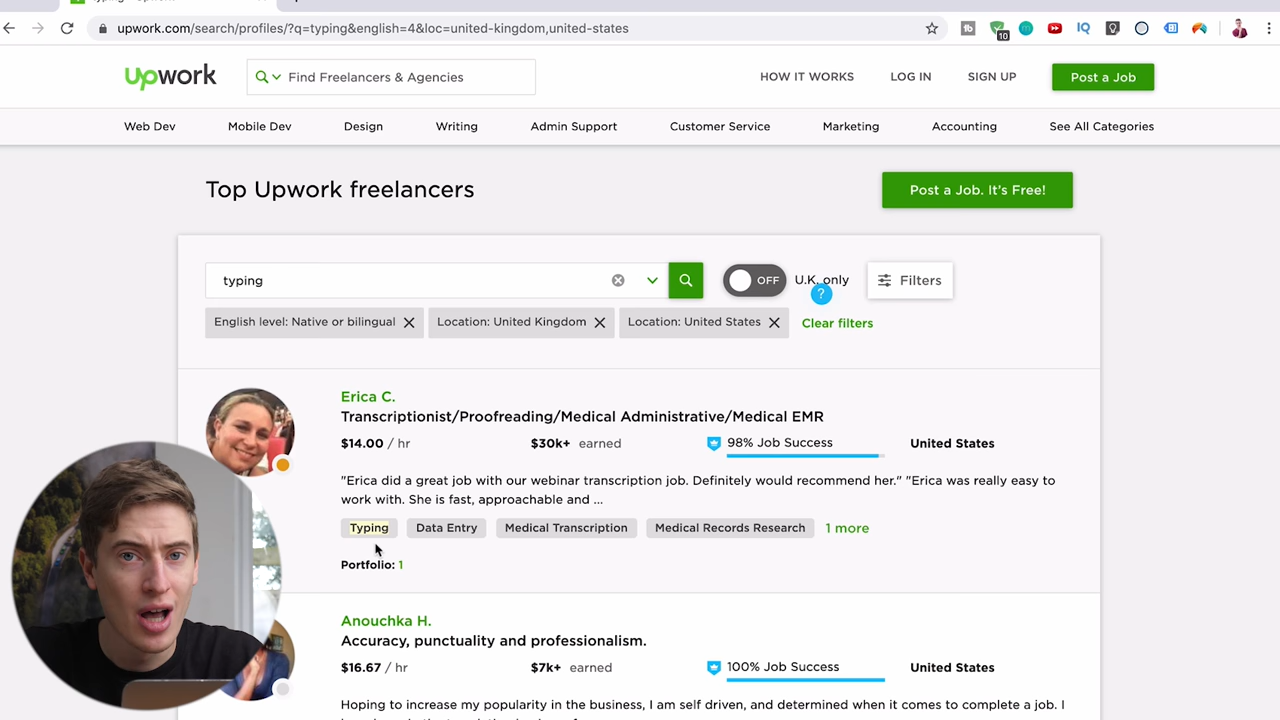 upwork.com/search/profiles/?q=typing&english=4&loc=united-kingdom,united-states
10
IQ
upwork
Find Freelancers & Agencies
HOW IT WORKS
LOG IN
SIGN UP
Post a Job
Web Dev
Mobile Dev
Design
Writing
Admin Support
Customer Service
Marketing
Accounting
See All Categories
Top Upwork freelancers
Post a Job. It's Free!
typing
OFF
U.K. only
?
Filters
English level: Native or bilingual
Location: United Kingdom
Location: United States
Clear filters
Erica C.
Transcriptionist/Proofreading/Medical Administrative/Medical EMR
$14.00 / hr
$30k+ earned
98% Job Success
United States
"Erica did a great job with our webinar transcription job. Definitely would recommend her." "Erica was really easy to
work with. She is fast, approachable and ...
Typing
Data Entry
Medical Transcription
Medical Records Research
1 more
Portfolio: 1
Anouchka H.
Accuracy, punctuality and professionalism.
$16.67 / hr
$7k+ earned
100% Job Success
United States
Hoping to increase my popularity in the business, I am self driven, and determined when it comes to complete a job. I